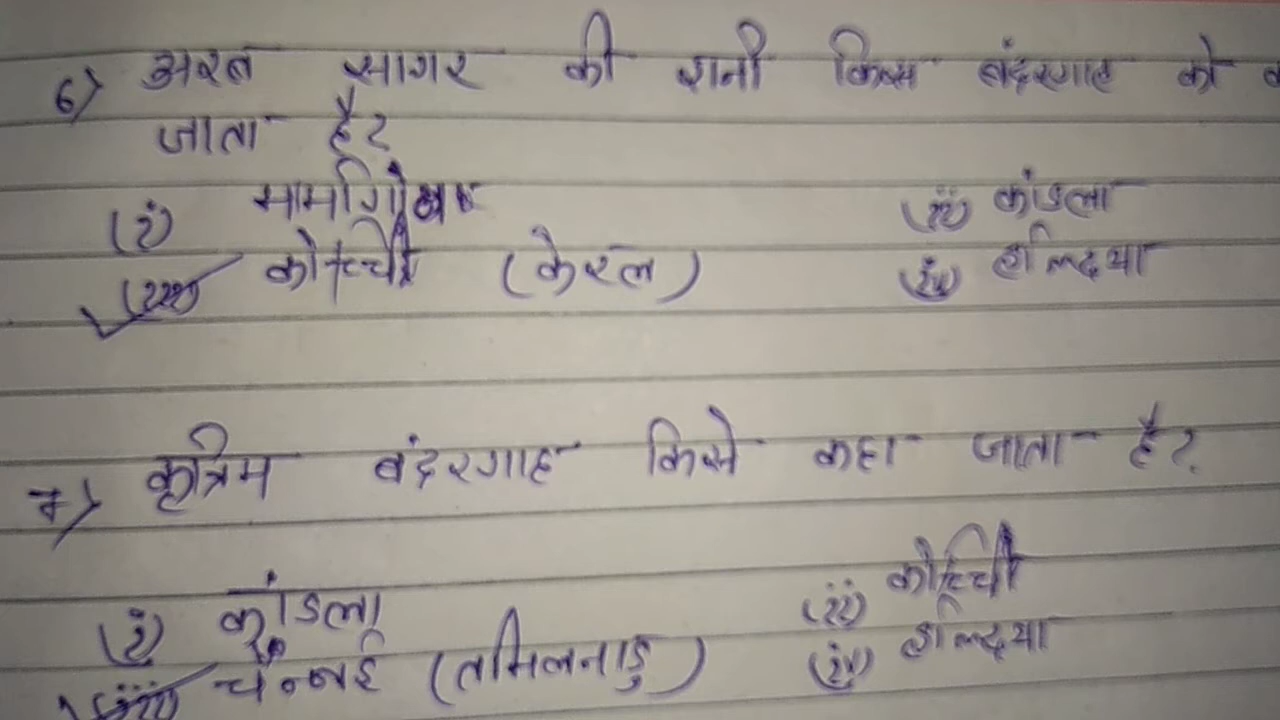 6) अरब सागर की रानी किस बंदरगाह को
जाता है?
(i) मार्मागोवा (ii) कांडला
(iii) कोच्ची (केरल) (iv) हल्दिया
7) कृत्रिम बंदरगाह किसे कहा जाता है?
(i) कांडला (ii) कोच्ची
(iii) चेन्नई (तमिलनाडु) (iv) हल्दिया